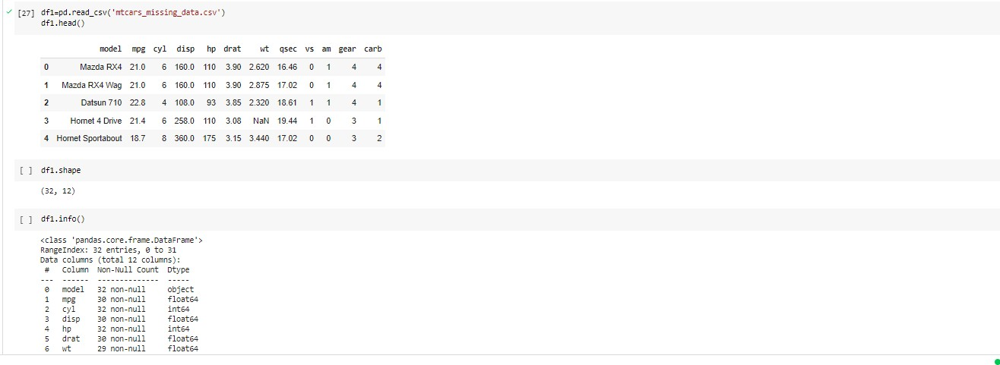 [27] df1=pd.read_csv('mtcars_missing_data.csv')
df1.head()
model mpg cyl disp hp drat wt qsec vs am gear carb
0 Mazda RX4 21.0 6 160.0 110 3.90 2.620 16.46 0 1 4 4
1 Mazda RX4 Wag 21.0 6 160.0 110 3.90 2.875 17.02 0 1 4 4
2 Datsun 710 22.8 4 108.0 93 3.85 2.320 18.61 1 1 4 1
3 Hornet 4 Drive 21.4 6 258.0 110 3.08 NaN 19.44 1 0 3 1
4 Hornet Sportabout 18.7 8 360.0 175 3.15 3.440 17.02 0 0 3 2
[ ] df1.shape
(32, 12)
[ ] df1.info()
<class 'pandas.core.frame.DataFrame'>
RangeIndex: 32 entries, 0 to 31
Data columns (total 12 columns):
# Column Non-Null Count Dtype
--- ------ -------------- -----
0 model 32 non-null object
1 mpg 30 non-null float64
2 cyl 32 non-null int64
3 disp 30 non-null float64
4 hp 32 non-null int64
5 drat 30 non-null float64
6 wt 29 non-null float64